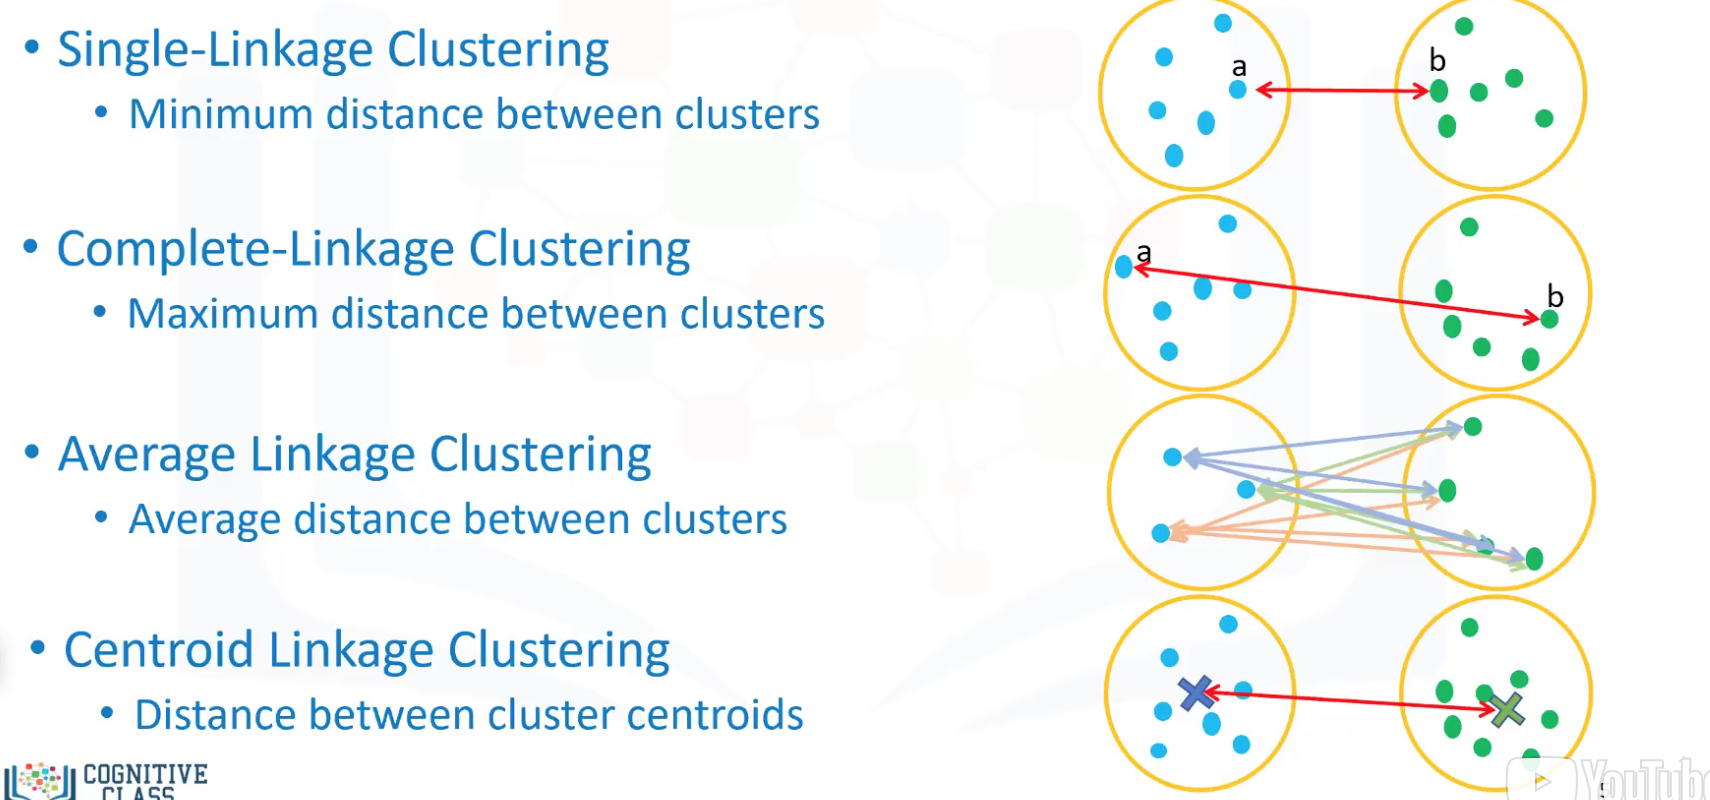 • Single-Linkage Clustering
a
b
• Minimum distance between clusters
• Complete-Linkage Clustering
a
b
• Maximum distance between clusters
• Average Linkage Clustering
• Average distance between clusters
• Centroid Linkage Clustering
• Distance between cluster centroids
COGNITIVE
CLASS
YouTube